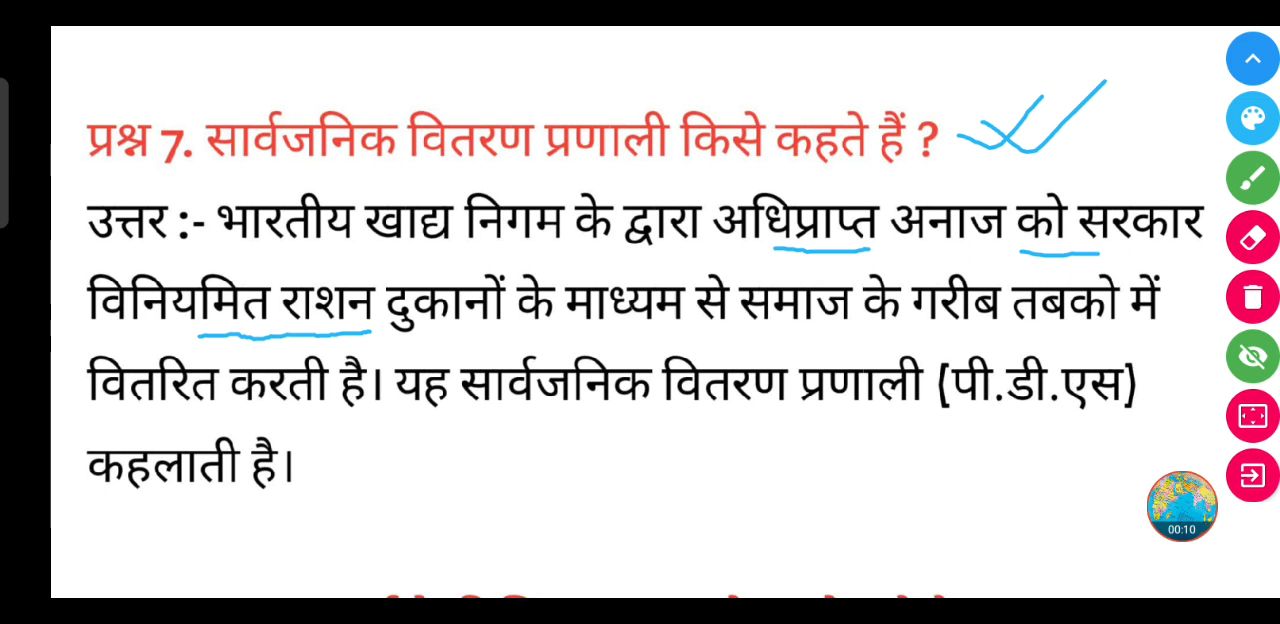 प्रश्न 7. सार्वजनिक वितरण प्रणाली किसे कहते हैं ?
उत्तर :- भारतीय खाद्य निगम के द्वारा अधिप्राप्त अनाज को सरकार
विनियमित राशन दुकानों के माध्यम से समाज के गरीब तबको में
वितरित करती है। यह सार्वजनिक वितरण प्रणाली (पी.डी.एस)
कहलाती है।
00:10